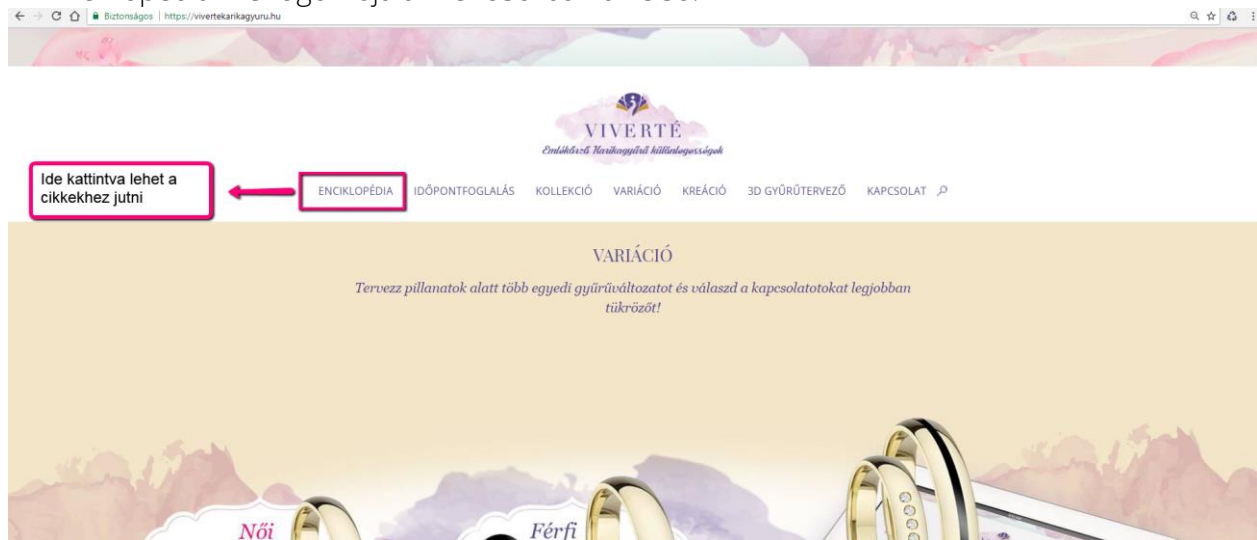 Biztonságos | https://vivertekarikagyuru.hu
VIVERTÉ
Emlékőrző Karikagyűrű különlegességek
Ide kattintva lehet a
cikkekhez jutni
ENCIKLOPÉDIA IDŐPONTFOGLALÁS KOLLEKCIÓ VARIÁCIÓ KREÁCIÓ 3D GYŰRŰTERVEZŐ KAPCSOLAT
VARIÁCIÓ
Tervezz pillanatok alatt több egyedi gyűrűváltozatot és válaszd a kapcsolatotokat legjobban
tükrözőt!
Női Férfi